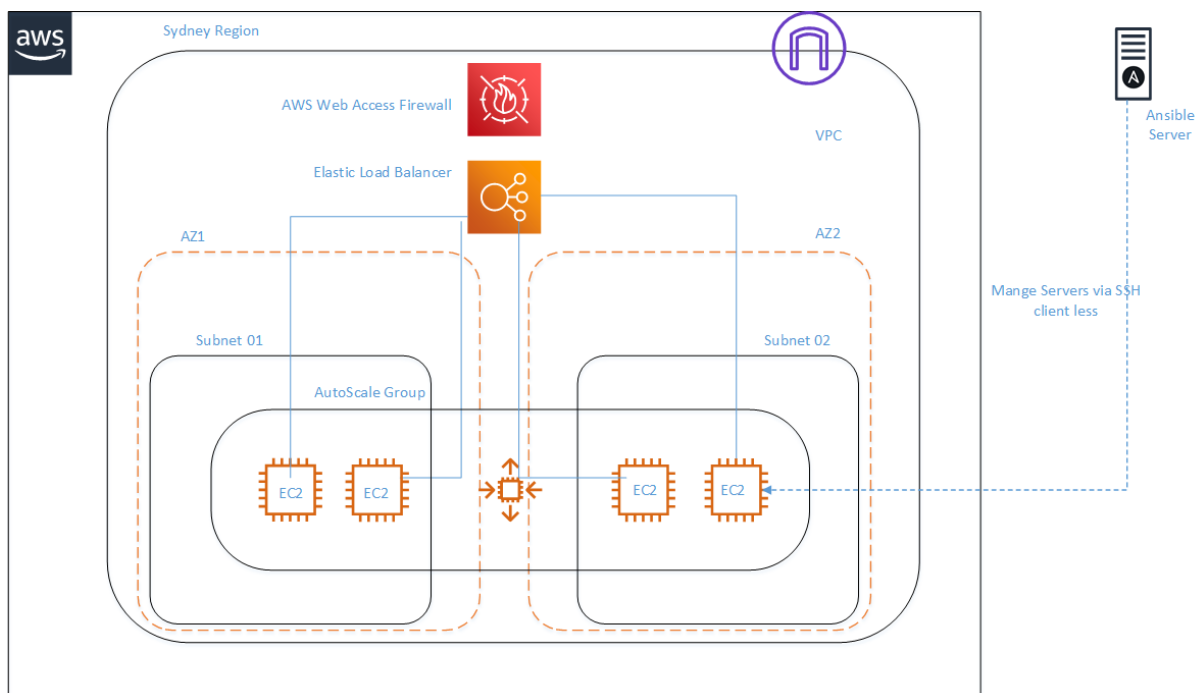 aws
Sydney Region
AWS Web Access Firewall
VPC
Ansible
Server
Elastic Load Balancer
AZ1
AZ2
Mange Servers via SSH
client less
Subnet 01
Subnet 02
AutoScale Group
EC2
EC2
EC2
EC2
A